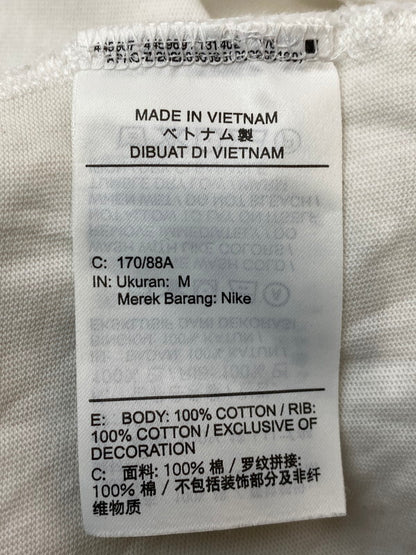 MADE IN VIETNAM
ベトナム製
DIBUAT DI VIETNAM
C: 170/88A
IN: Ukuran: M
Merek Barang: Nike
E: BODY: 100% COTTON / RIB:
100% COTTON / EXCLUSIVE OF
DECORATION
C: 面料: 100% 棉 / 罗纹拼接:
100% 棉 / 不包括装饰部分及非纤
维物质